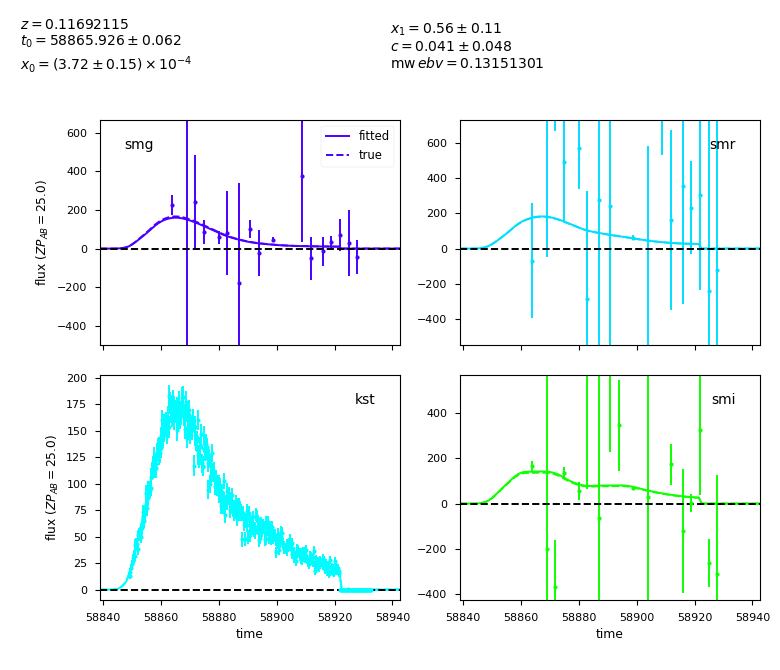 z = 0.11692115
t₀ = 58865.926 ± 0.062
x₀ = (3.72 ± 0.15) × 10⁻⁴
x₁ = 0.56 ± 0.11
c = 0.041 ± 0.048
mw ebv = 0.13151301
smg
fitted
true
600
400
200
0
−200
−400
flux (ZP_AB = 25.0)
smr
600
400
200
0
−200
−400
kst
200
175
150
125
100
75
50
25
0
flux (ZP_AB = 25.0)
58840 58860 58880 58900 58920 58940
time
smi
400
200
0
−200
−400
58840 58860 58880 58900 58920 58940
time